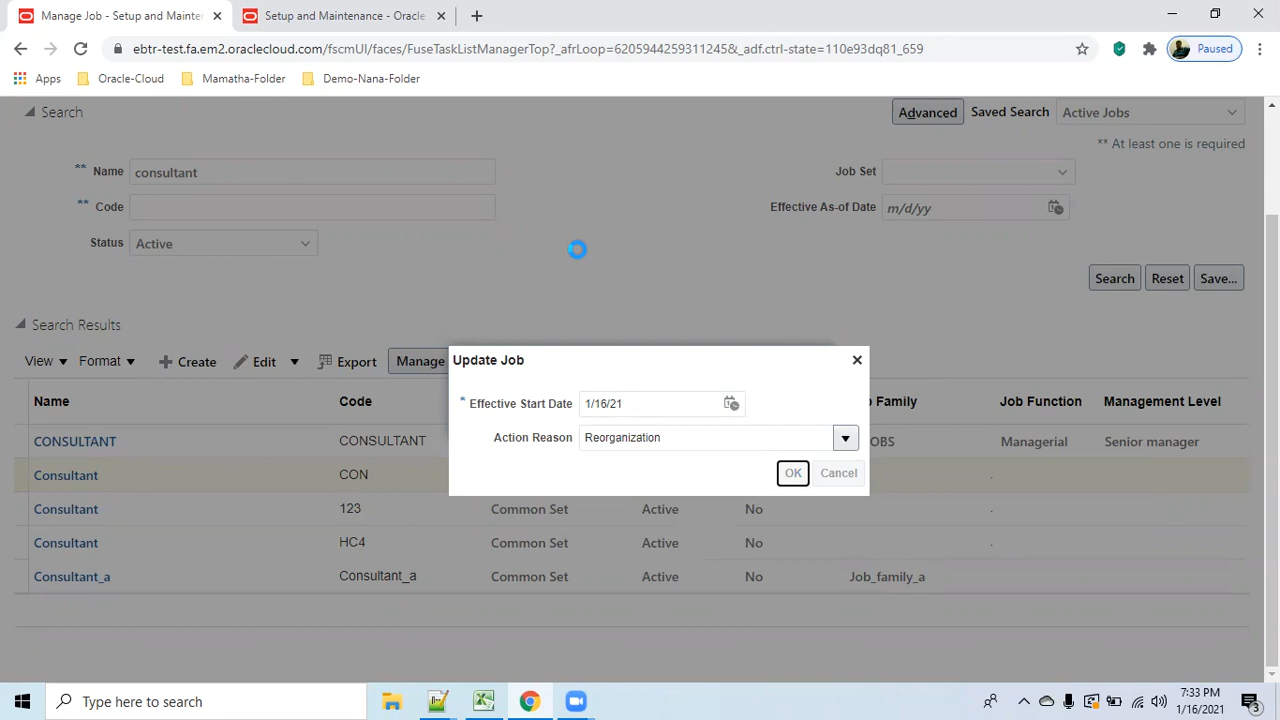 Manage Job - Setup and Mainter
Setup and Maintenance - Oracle
ebtr-test.fa.em2.oraclecloud.com/fscmUI/faces/FuseTaskListManagerTop?_afrLoop=6205944259311245&_adf.ctrl-state=110e93dq81_659
Paused
Apps
Oracle-Cloud
Mamatha-Folder
Demo-Nana-Folder
Search
Advanced
Saved Search
Active Jobs
** At least one is required
** Name
consultant
Job Set
** Code
Effective As-of Date
m/d/yy
Status
Active
Search
Reset
Save...
Search Results
View
Format
Create
Edit
Export
Manage
Update Job
* Effective Start Date
1/16/21
Action Reason
Reorganization
OK
Cancel
Name
Code
Family
Job Function
Management Level
CONSULTANT
CONSULTANT
OBS
Managerial
Senior manager
Consultant
CON
.
Consultant
123
Common Set
Active
No
.
Consultant
HC4
Common Set
Active
No
.
Consultant_a
Consultant_a
Common Set
Active
No
Job_family_a
Type here to search
7:33 PM
1/16/2021
3